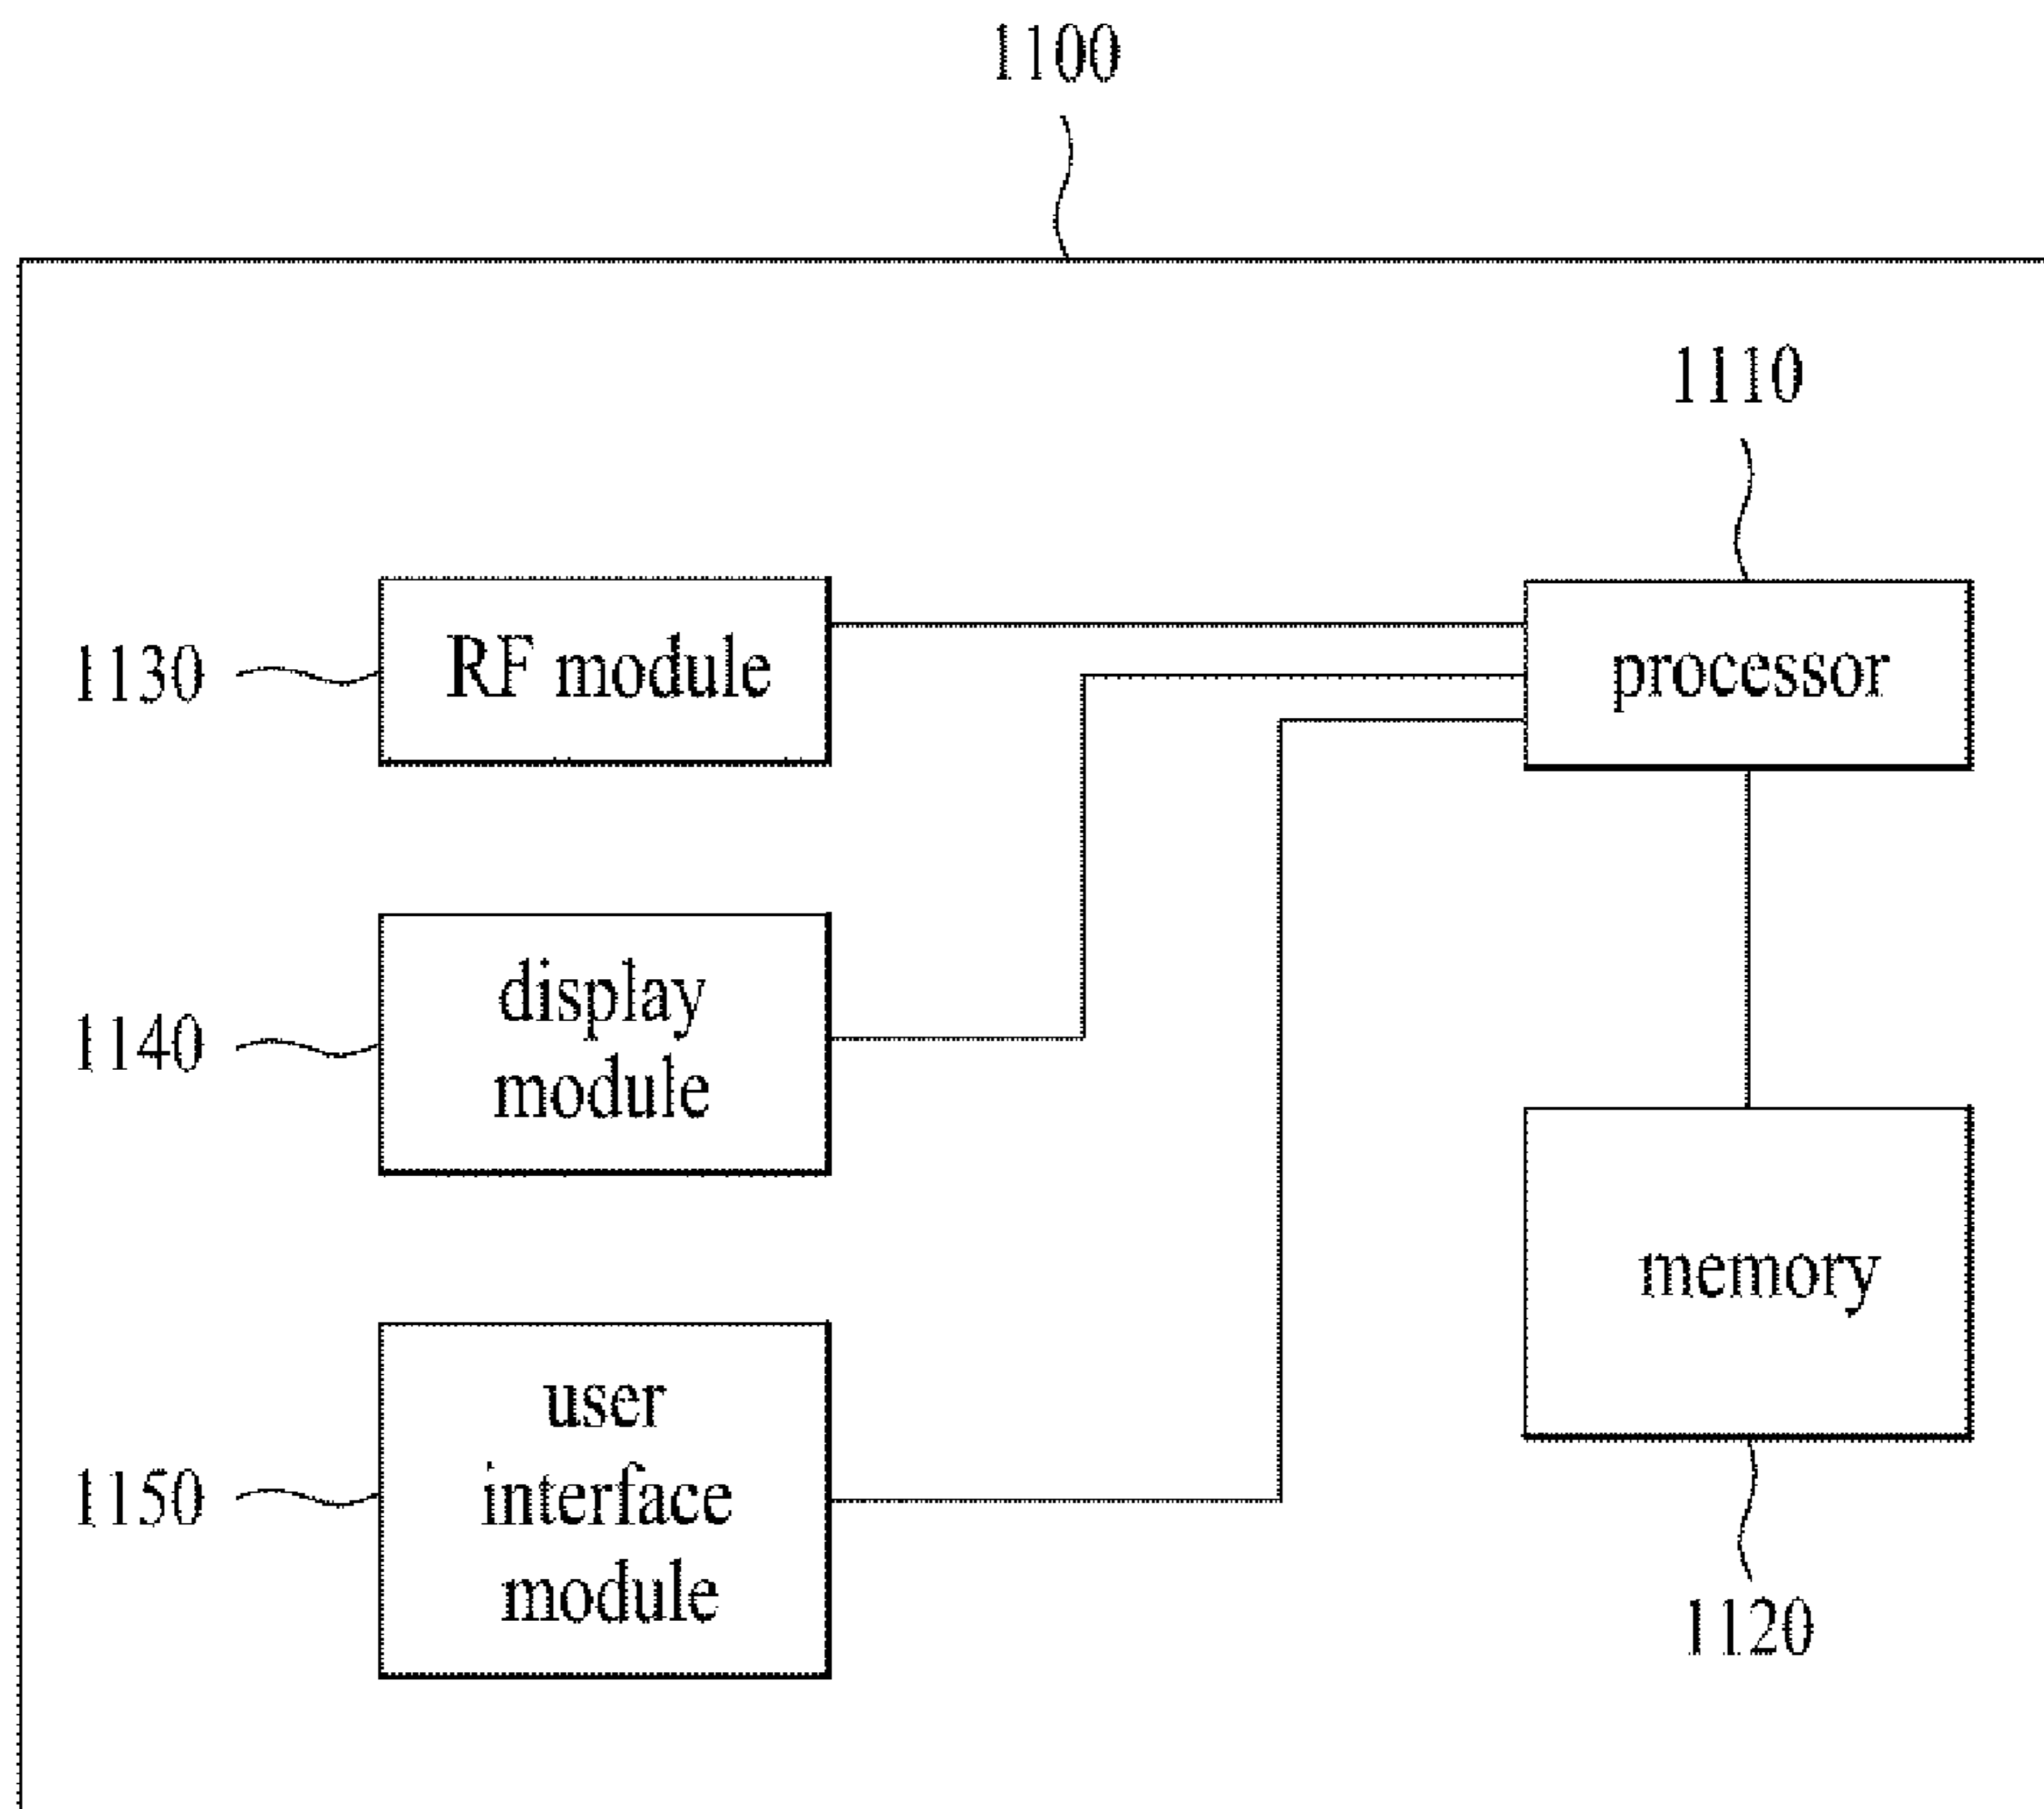 1100
1110
1130
RF module
processor
1140
display
module
memory
1150
user
interface
module
1120